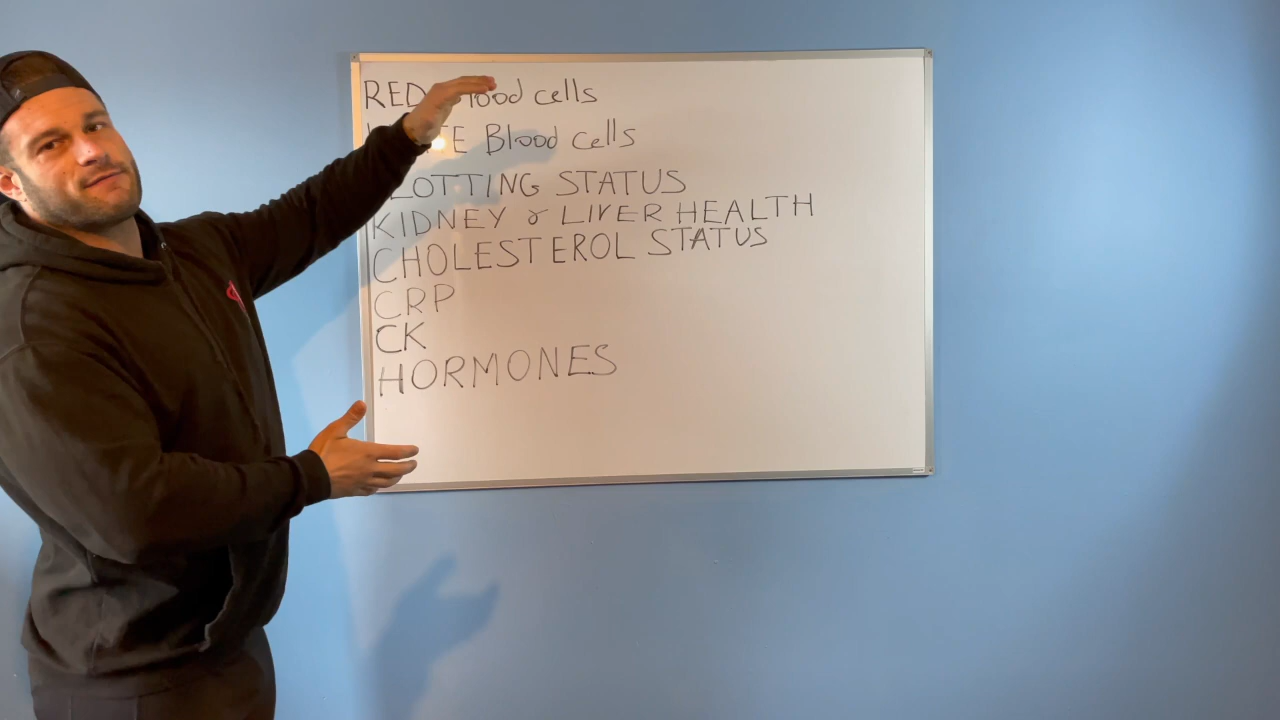 RED Blood cells
WHITE Blood cells
CLOTTING STATUS
KIDNEY & LIVER HEALTH
CHOLESTEROL STATUS
CRP
CK
HORMONES